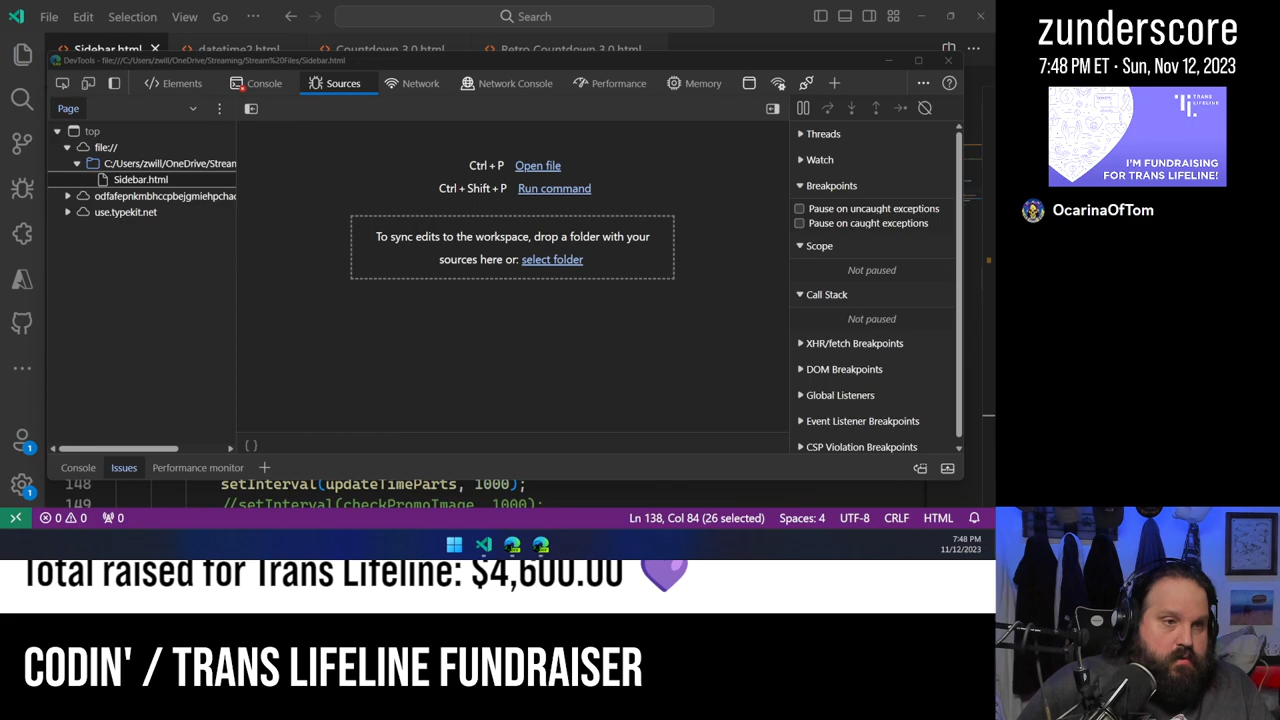 File Edit Selection View Go ··· Search
Sidebar.html datetime2.html Countdown 3.0.html Retro Countdown 3.0.html
DevTools - file:///C:/Users/zwill/OneDrive/Streaming/Stream%20Files/Sidebar.html
Elements Console Sources Network Network Console Performance Memory
Page
top
file://
C:/Users/zwill/OneDrive/Stream
Sidebar.html
odfafepnkmbhccpbejgmiehpchac
use.typekit.net
Ctrl + P Open file
Ctrl + Shift + P Run command
To sync edits to the workspace, drop a folder with your
sources here or: select folder
Threads
Watch
Breakpoints
Pause on uncaught exceptions
Pause on caught exceptions
Scope
Not paused
Call Stack
Not paused
XHR/fetch Breakpoints
DOM Breakpoints
Global Listeners
Event Listener Breakpoints
CSP Violation Breakpoints
{ }
Console Issues Performance monitor
148 setInterval(updateTimeParts, 1000);
149 //setInterval(checkPromoImage, 1000);
1
1
0 0 0 Ln 138, Col 84 (26 selected) Spaces: 4 UTF-8 CRLF HTML
7:48 PM
11/12/2023
Total raised for Trans Lifeline: $4,600.00
CODIN' / TRANS LIFELINE FUNDRAISER
zunderscore
7:48 PM ET · Sun, Nov 12, 2023
TRANS
LIFELINE
I'M FUNDRAISING
FOR TRANS LIFELINE!
OcarinaOfTom